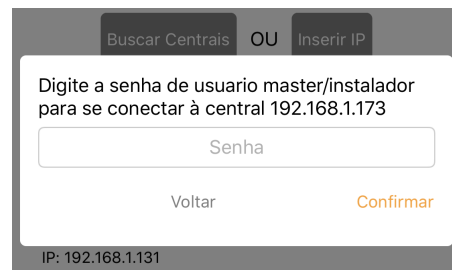 Buscar Centrais OU Inserir IP
Digite a senha de usuario master/instalador
para se conectar à central 192.168.1.173
Senha
Voltar Confirmar
IP: 192.168.1.131